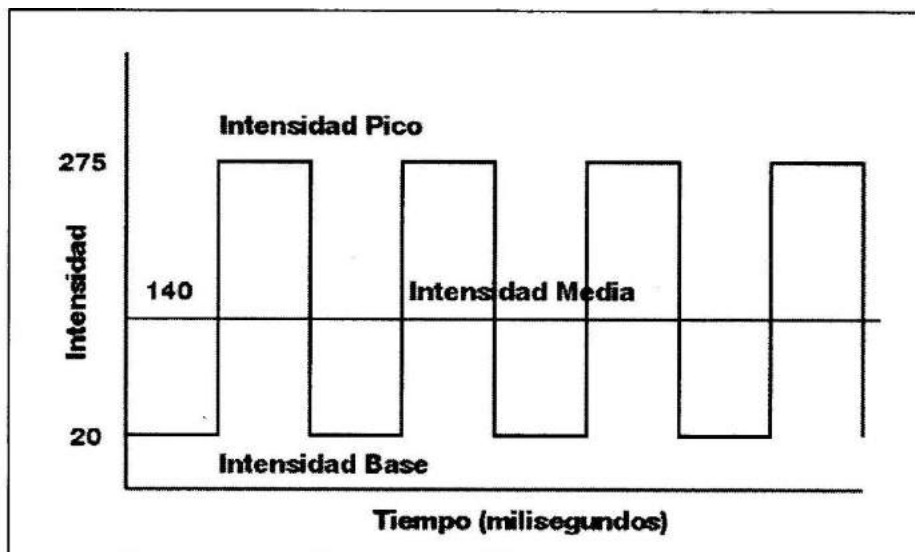 Intensidad Pico
275
Intensidad
140
Intensidad Media
20
Intensidad Base
Tiempo (milisegundos)